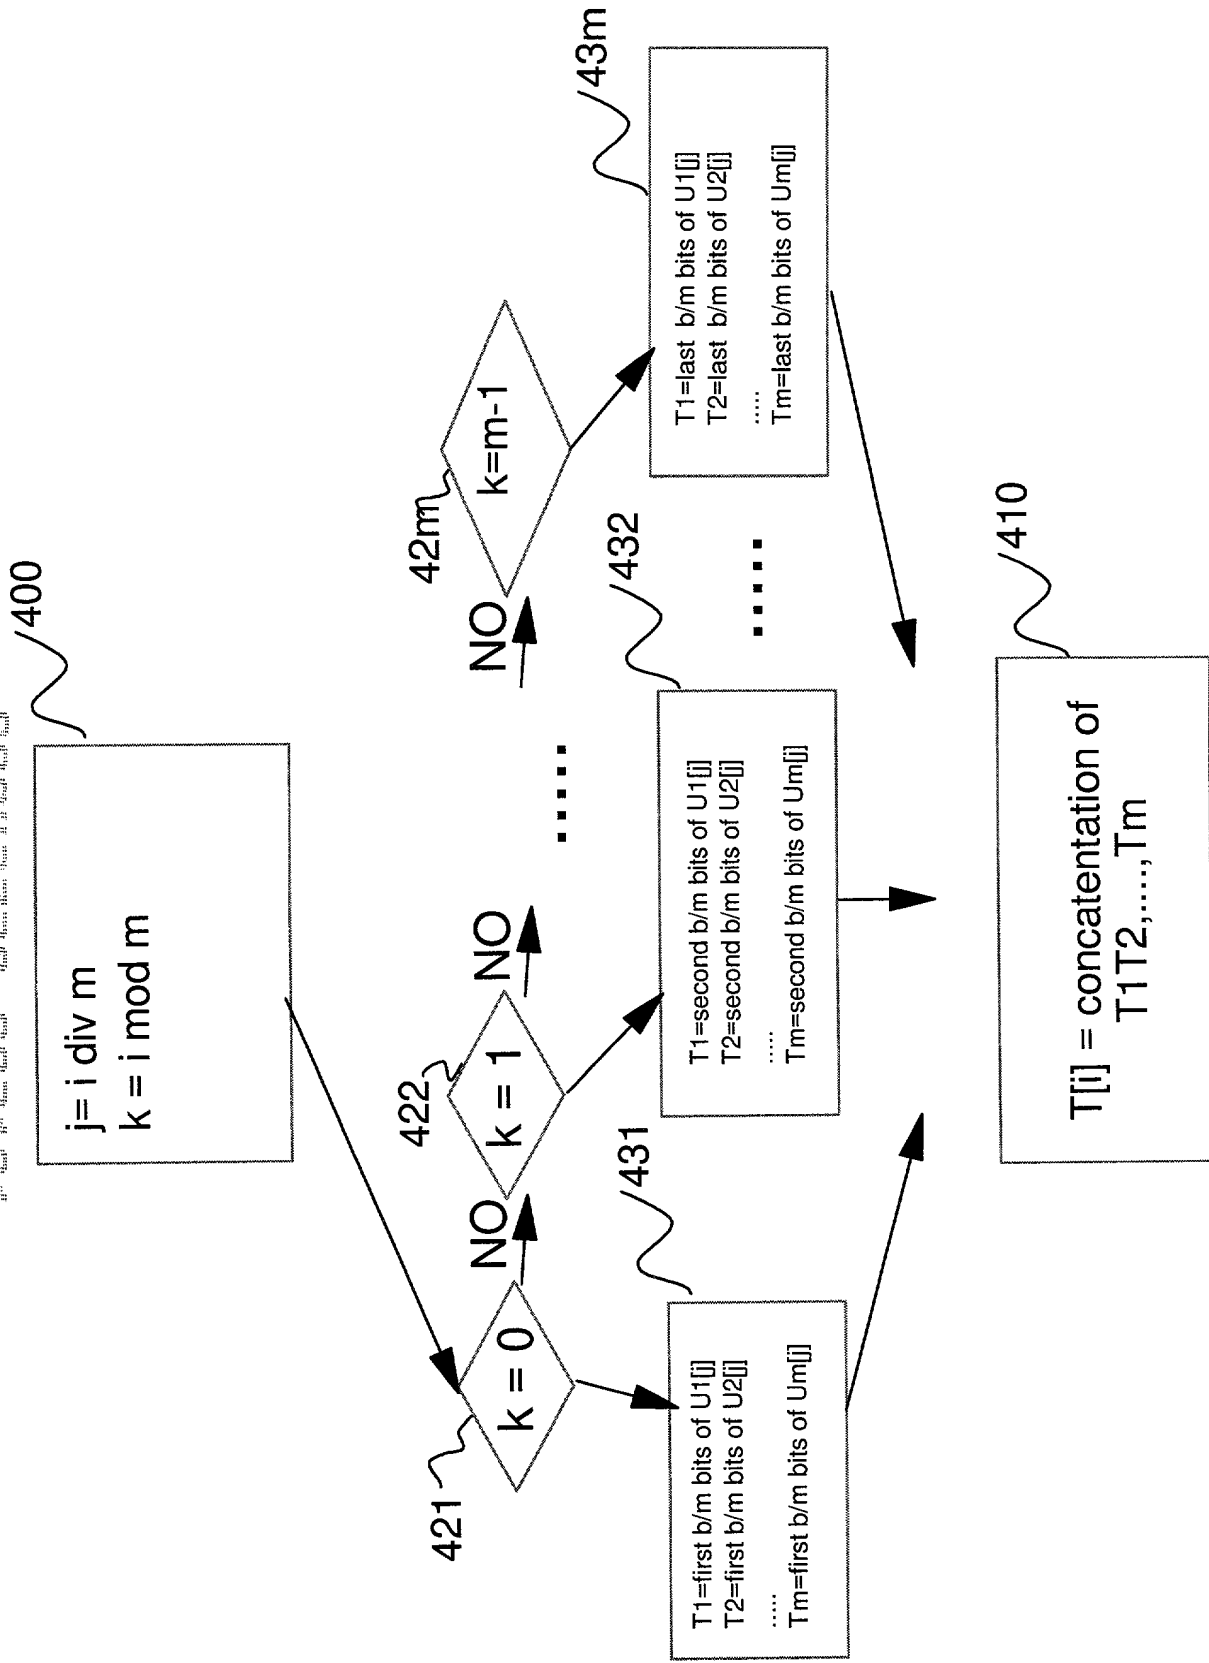 400
j= i div m
k = i mod m
421
k = 0
NO
422
k = 1
NO
.....
NO
42m
k=m-1
431
T1=first b/m bits of U1[j]
T2=first b/m bits of U2[j]
.....
Tm=first b/m bits of Um[j]
432
T1=second b/m bits of U1[j]
T2=second b/m bits of U2[j]
.....
Tm=second b/m bits of Um[j]
.....
43m
T1=last b/m bits of U1[j]
T2=last b/m bits of U2[j]
.....
Tm=last b/m bits of Um[j]
410
T[i] = concatentation of
T1T2,....,Tm